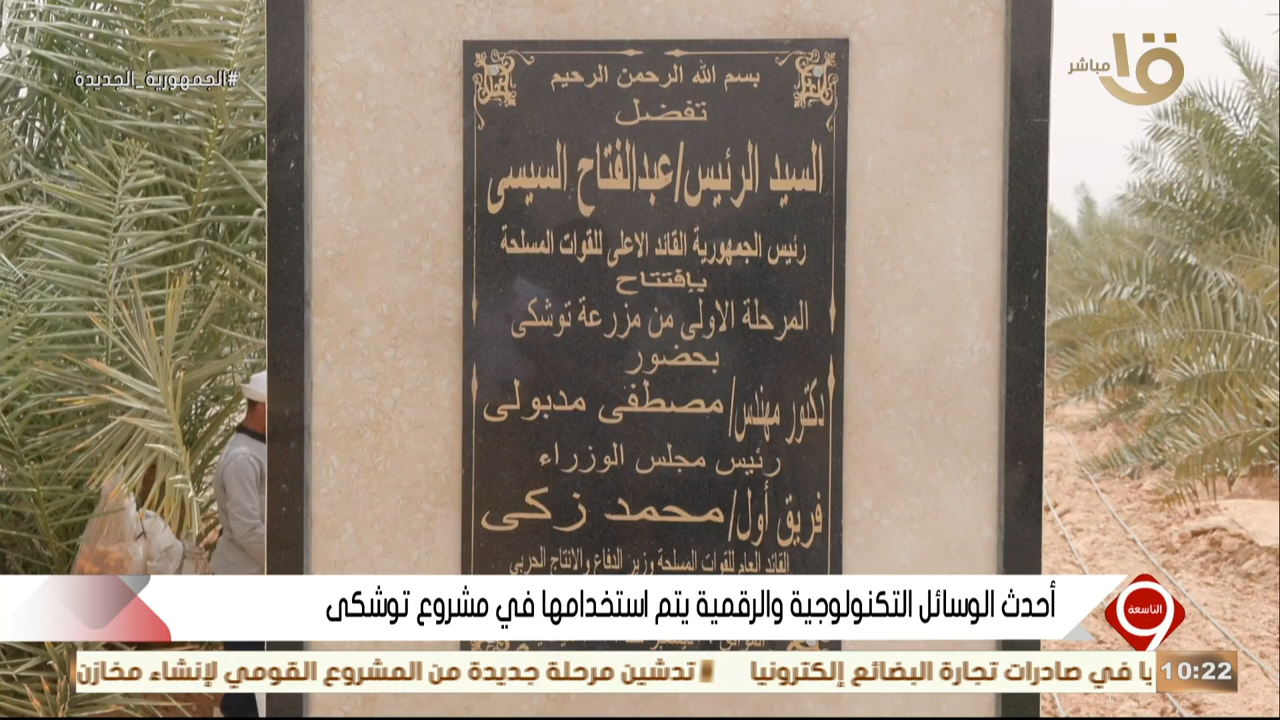 #الجمهورية_الجديدة
مباشر
بسم الله الرحمن الرحيم
تفضل
السيد الرئيس/عبدالفتاح السيسى
رئيس الجمهورية القائد الاعلى للقوات المسلحة
بإفتتاح
المرحلة الاولى من مزرعة توشكى
بحضور
دكتور مهندس/مصطفى مدبولى
رئيس مجلس الوزراء
فريق أول/محمد زكى
القائد العام للقوات المسلحة وزير الدفاع والانتاج الحربي
أحدث الوسائل التكنولوجية والرقمية يتم استخدامها في مشروع توشكى
التاسعة
يا في صادرات تجارة البضائع إلكترونيا تدشين مرحلة جديدة من المشروع القومي لإنشاء مخازن
10:22